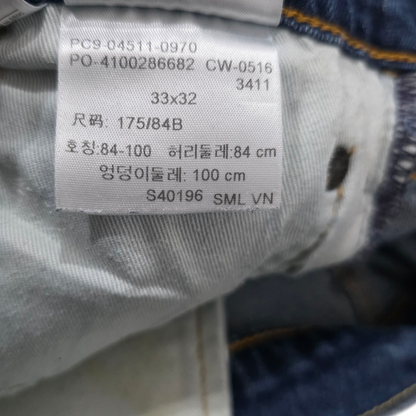 PC9-04511-0970
PO-4100286682 CW-0516
3411
33x32
尺码: 175/84B
호칭:84-100 허리둘레:84 cm
엉덩이둘레: 100 cm
S40196 SML VN